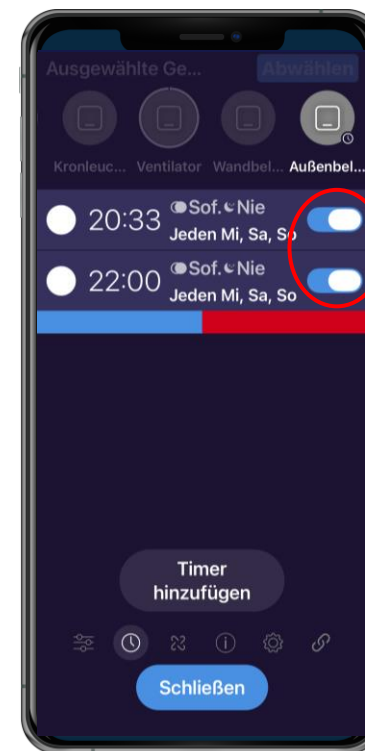 Ausgewählte Ge... Abwählen
Kronleuc... Ventilator Wandbel... Außenbel...
20:33 Sof. Nie
Jeden Mi, Sa, So
22:00 Sof. Nie
Jeden Mi, Sa, So
Timer
hinzufügen
Schließen